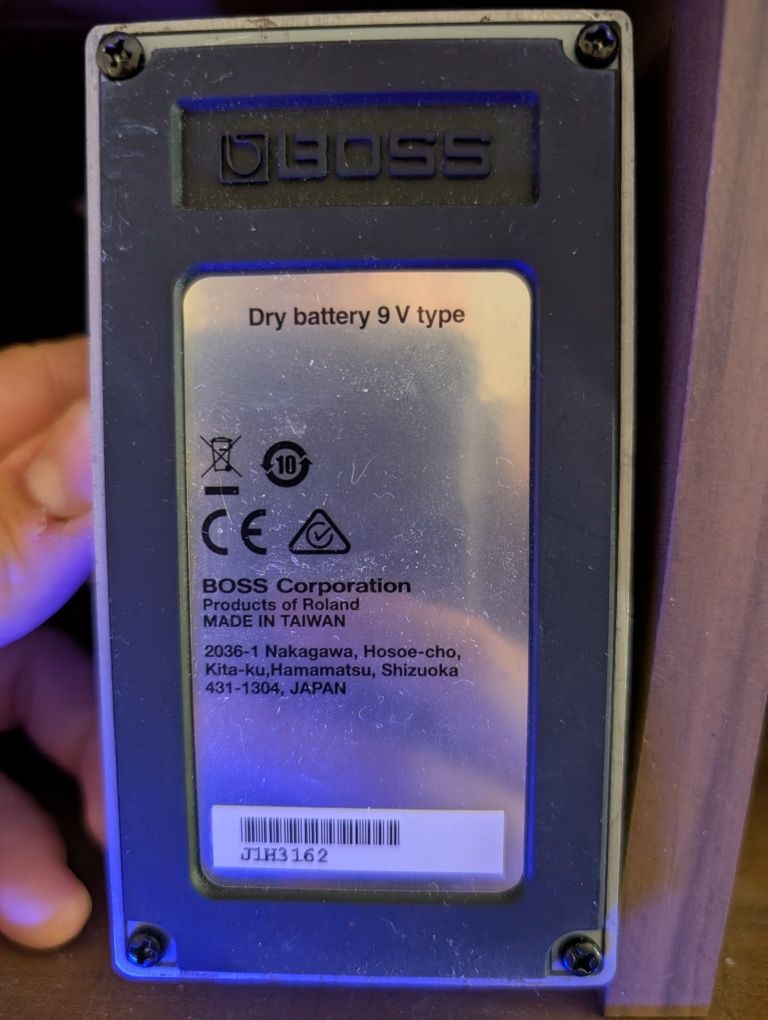 BOSS
Dry battery 9 V type
10
CE
BOSS Corporation
Products of Roland
MADE IN TAIWAN
2036-1 Nakagawa, Hosoe-cho,
Kita-ku,Hamamatsu, Shizuoka
431-1304, JAPAN
J1H3162